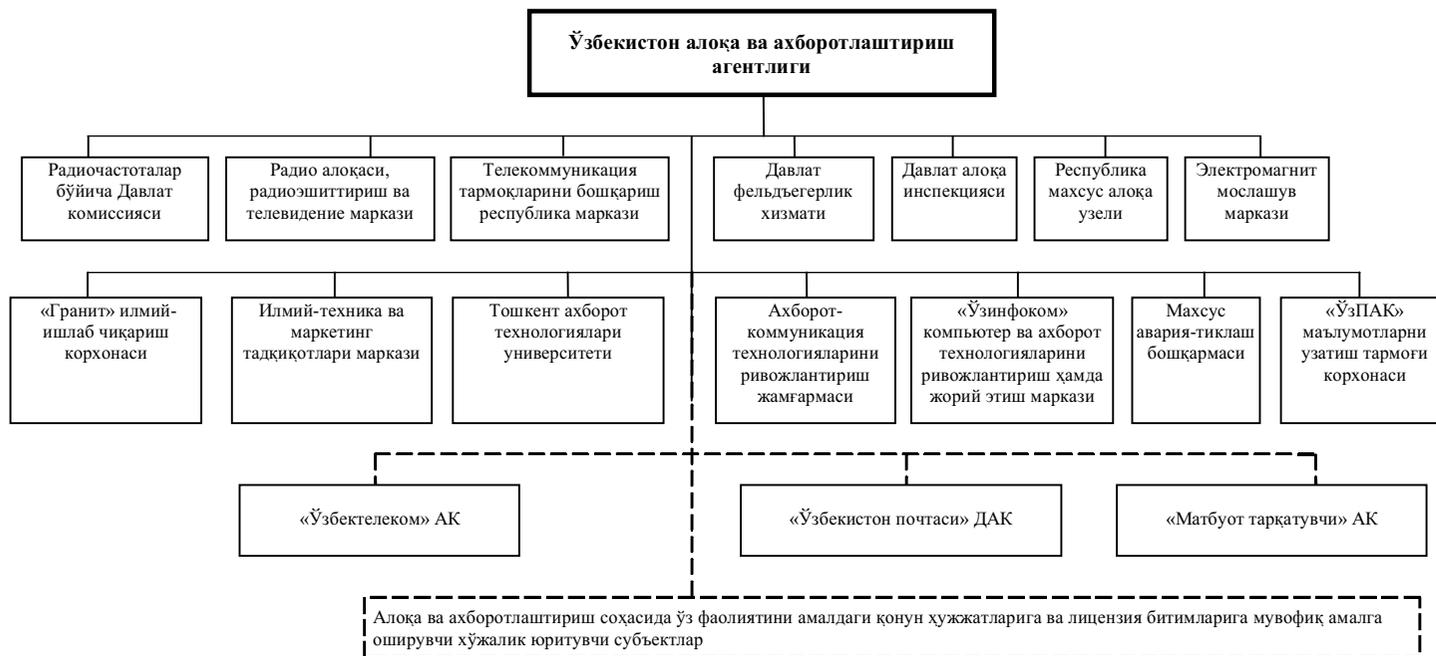 Ўзбекистон алоқа ва ахборотлаштириш
агентлиги
Радиочастоталар
бўйича Давлат
комиссияси
Радио алоқаси,
радиоэшиттириш ва
телевидение маркази
Телекоммуникация
тармоқларини бошқариш
республика маркази
Давлат
фельдъегерлик
хизмати
Давлат алоқа
инспекцияси
Республика
махсус алоқа
узели
Электромагнит
мослашув
маркази
«Гранит» илмий-
ишлаб чиқариш
корхонаси
Илмий-техника ва
маркетинг
тадқиқотлари маркази
Тошкент ахборот
технологиялари
университети
Ахборот-
коммуникация
технологияларини
ривожлантириш
жамғармаси
«Ўзинфоком»
компьютер ва ахборот
технологияларини
ривожлантириш ҳамда
жорий этиш маркази
Махсус
авария-тиклаш
бошқармаси
«ЎзПАК»
маълумотларни
узатиш тармоғи
корхонаси
«Ўзбектелеком» АК
«Ўзбекистон почтаси» ДАК
«Матбуот тарқатувчи» АК
Алоқа ва ахборотлаштириш соҳасида ўз фаолиятини амалдаги қонун ҳужжатларига ва лицензия битимларига мувофиқ амалга
оширувчи хўжалик юритувчи субъектлар